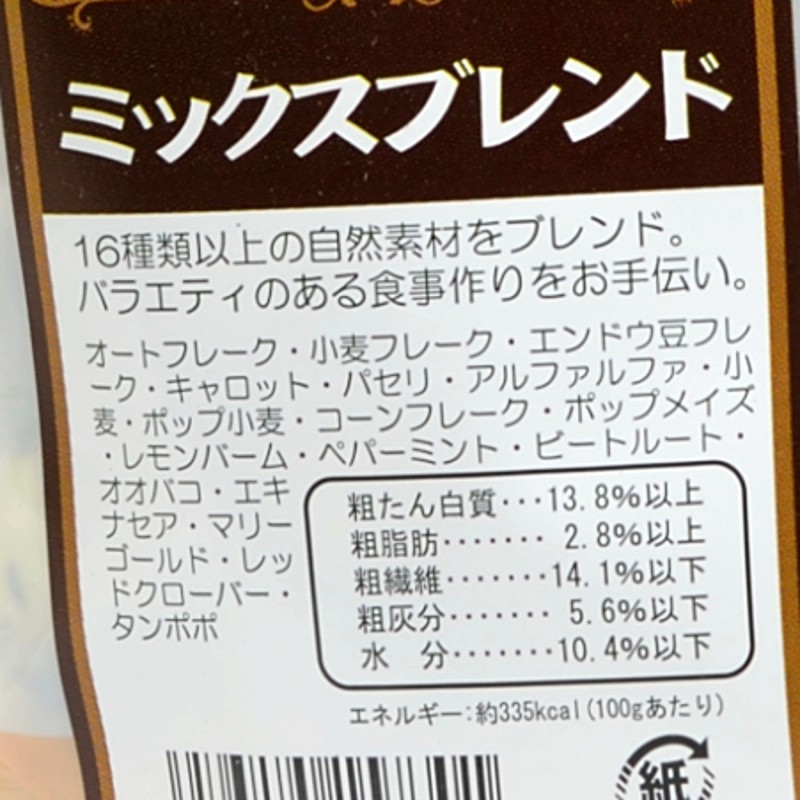 ミックスブレンド
16種類以上の自然素材をブレンド。
バラエティのある食事作りをお手伝い。
オートフレーク・小麦フレーク・エンドウ豆フレ
ーク・キャロット・パセリ・アルファルファ・小
麦・ポップ小麦・コーンフレーク・ポップメイズ
・レモンバーム・ペパーミント・ビートルート・
オオバコ・エキ
ナセア・マリー
ゴールド・レッ
ドクローバー・
タンポポ
粗たん白質・・・13.8%以上
粗脂肪・・・・・・・ 2.8%以上
粗繊維・・・・・・・14.1%以下
粗灰分・・・・・・・ 5.6%以下
水　分・・・・・・・10.4%以下
エネルギー:約335kcal(100gあたり)
紙